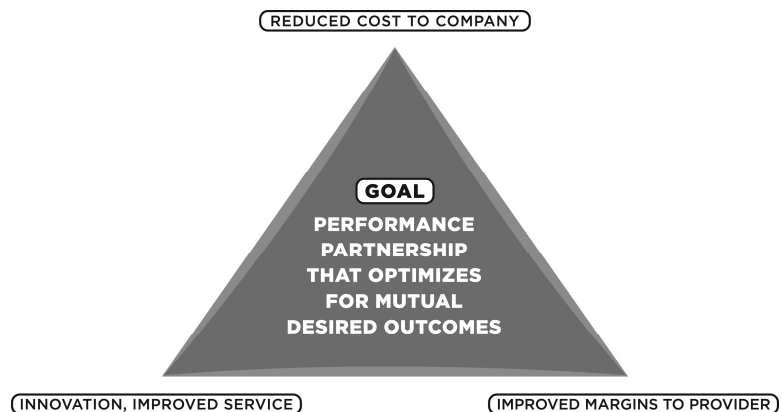 REDUCED COST TO COMPANY
GOAL
PERFORMANCE
PARTNERSHIP
THAT OPTIMIZES
FOR MUTUAL
DESIRED OUTCOMES
INNOVATION, IMPROVED SERVICE
IMPROVED MARGINS TO PROVIDER